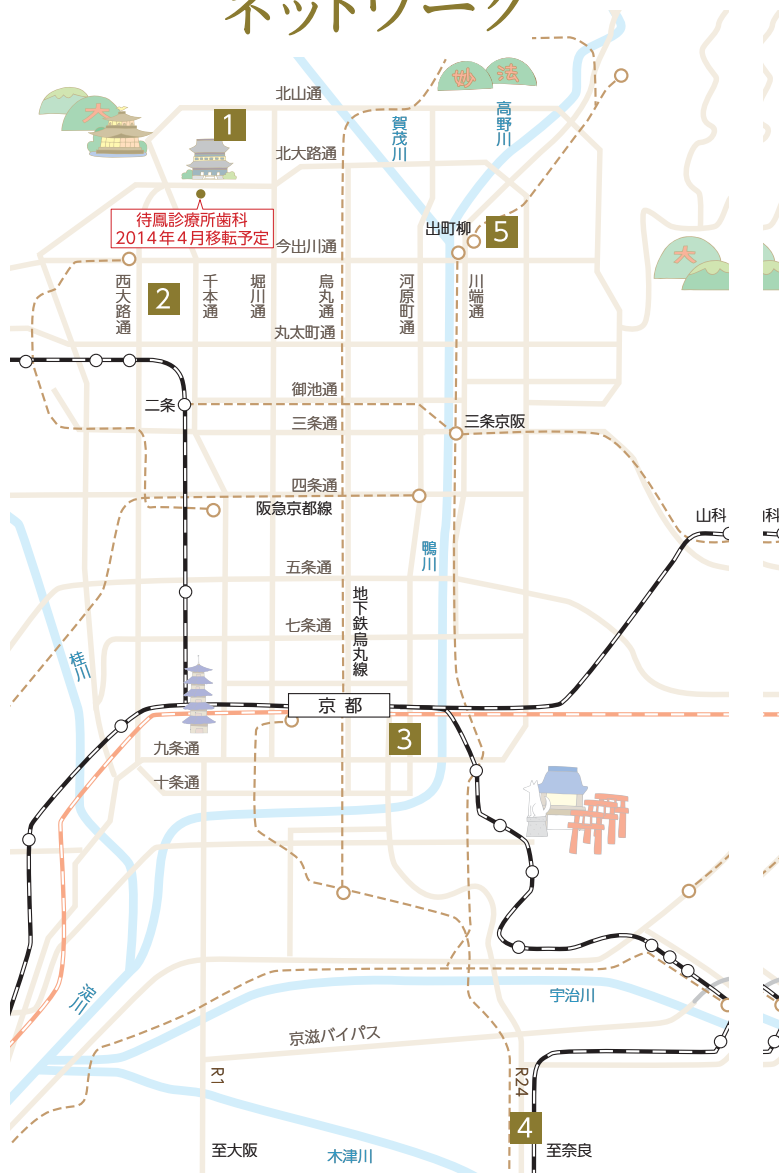 ネットワーク
妙
法
北山通
高野川
賀茂川
大
1
北大路通
待鳳診療所歯科
2014年4月移転予定
出町柳
5
今出川通
大
西大路通
2
千本通
堀川通
烏丸通
河原町通
川端通
丸太町通
御池通
二条
三条通
三条京阪
四条通
阪急京都線
山科
科
鴨川
五条通
地下鉄烏丸線
七条通
桂川
京都
3
九条通
十条通
淀川
宇治川
京滋バイパス
R1
R24
4
至大阪
木津川
至奈良